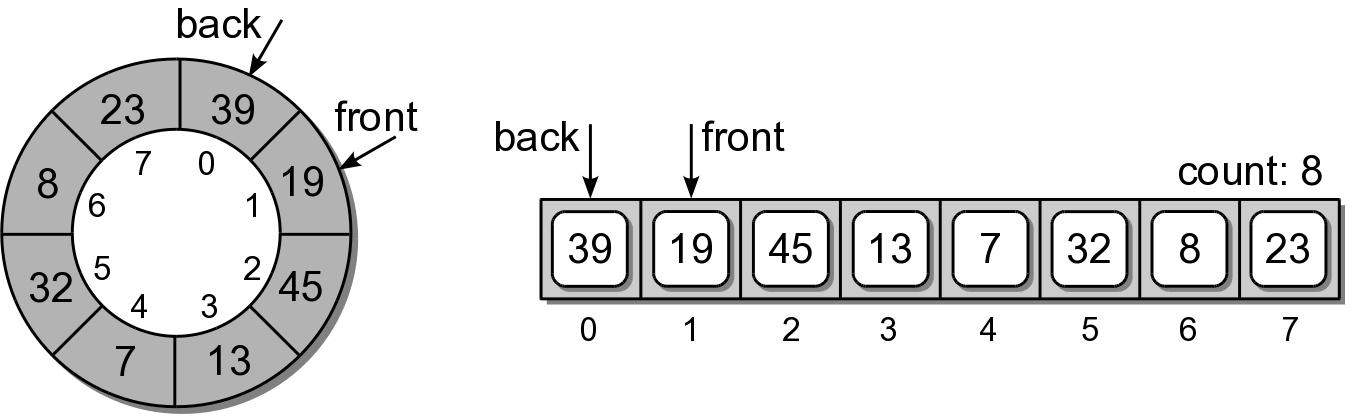 back
front
23 39
8 19
7 0
6 1
5 2
4 3
32 45
7 13
back front
count: 8
39 19 45 13 7 32 8 23
0 1 2 3 4 5 6 7